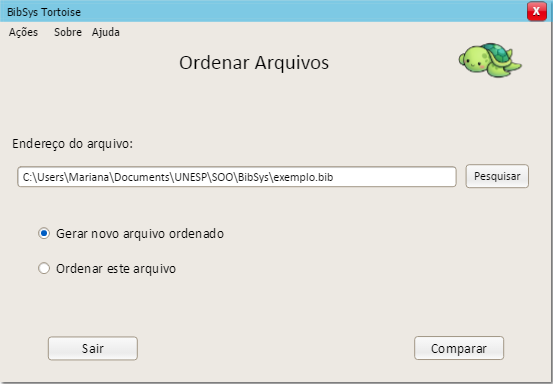 BibSys Tortoise
X
Ações Sobre Ajuda
Ordenar Arquivos
Endereço do arquivo:
C:\Users\Mariana\Documents\UNESP\SOO\BibSys\exemplo.bib Pesquisar
Gerar novo arquivo ordenado
Ordenar este arquivo
Sair Comparar